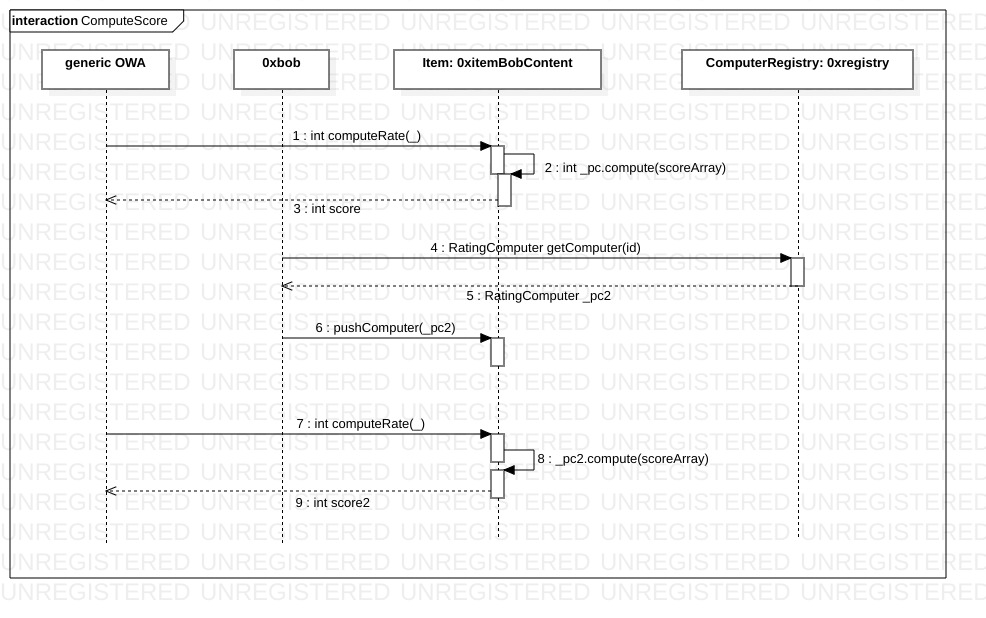 interaction ComputeScore
generic OWA
0xbob
Item: 0xitemBobContent
ComputerRegistry: 0xregistry
1 : int computeRate(_)
2 : int _pc.compute(scoreArray)
3 : int score
4 : RatingComputer getComputer(id)
5 : RatingComputer _pc2
6 : pushComputer(_pc2)
7 : int computeRate(_)
8 : _pc2.compute(scoreArray)
9 : int score2
UNREGISTERED UNREGISTERED UNREGISTERED UNREGISTERED UNREGISTERED